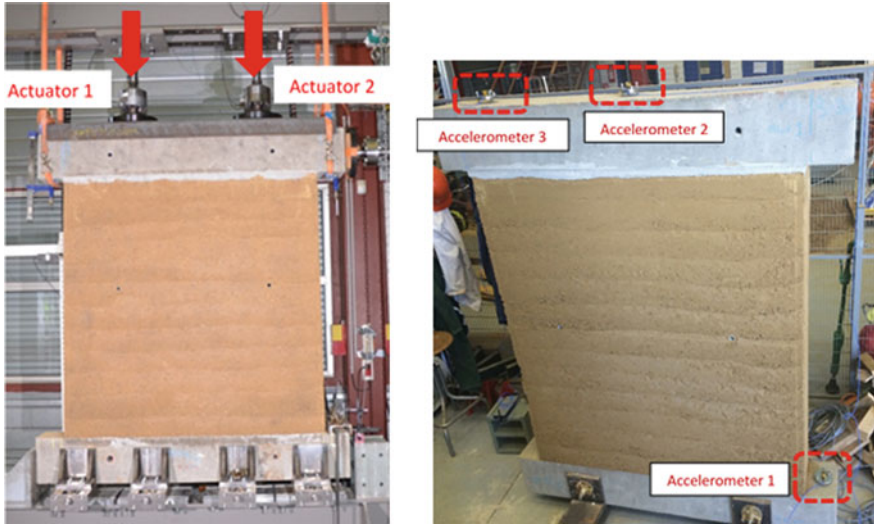 Actuator 1
Actuator 2
Accelerometer 3
Accelerometer 2
Accelerometer 1